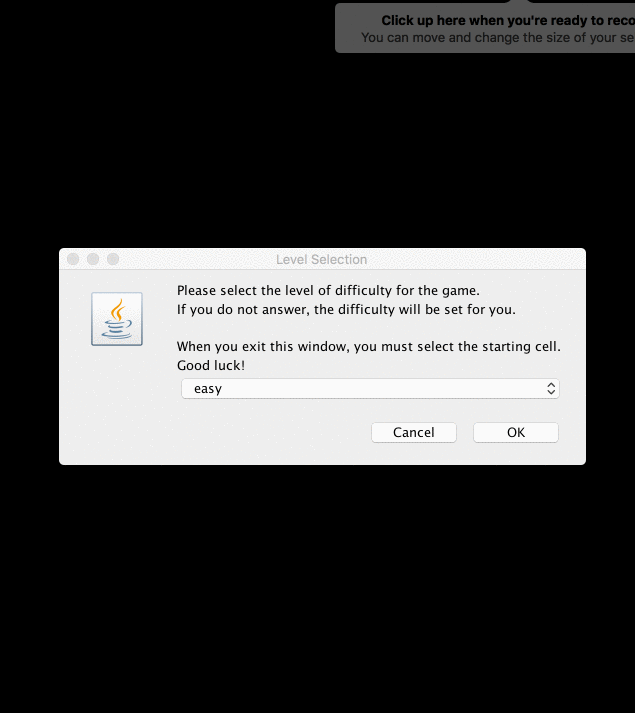 Click up here when you're ready to reco
You can move and change the size of your se
Level Selection
Please select the level of difficulty for the game.
If you do not answer, the difficulty will be set for you.
When you exit this window, you must select the starting cell.
Good luck!
easy
Cancel OK